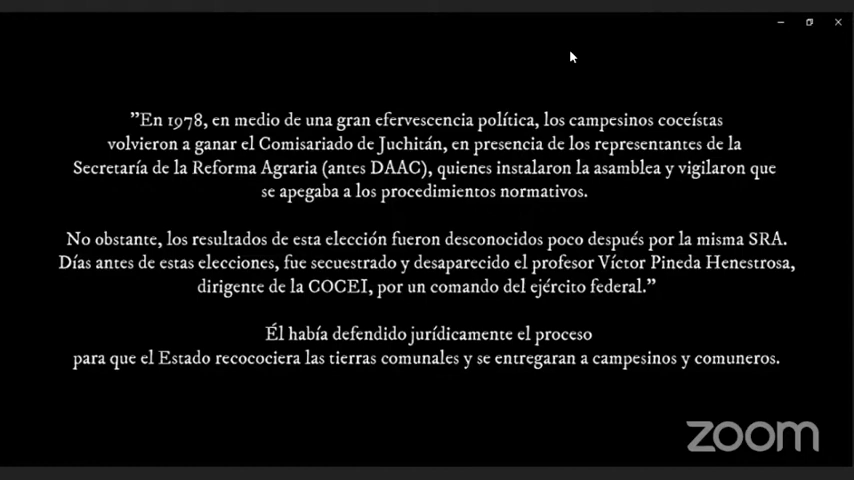 "En 1978, en medio de una gran efervescencia política, los campesinos coceístas
volvieron a ganar el Comisariado de Juchitán, en presencia de los representantes de la
Secretaría de la Reforma Agraria (antes DAAC), quienes instalaron la asamblea y vigilaron que
se apegaba a los procedimientos normativos.
No obstante, los resultados de esta elección fueron desconocidos poco después por la misma SRA.
Días antes de estas elecciones, fue secuestrado y desaparecido el profesor Víctor Pineda Henestrosa,
dirigente de la COCEI, por un comando del ejército federal."
Él había defendido jurídicamente el proceso
para que el Estado recocociera las tierras comunales y se entregaran a campesinos y comuneros.
zoom